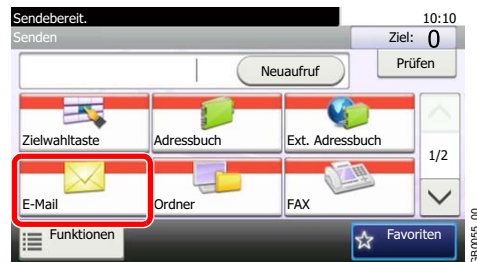 Sendebereit. 10:10
Senden Ziel: 0
Neuaufruf Prüfen
Zielwahltaste Adressbuch Ext. Adressbuch
1/2
E-Mail Ordner FAX
Funktionen Favoriten
GB0055_00